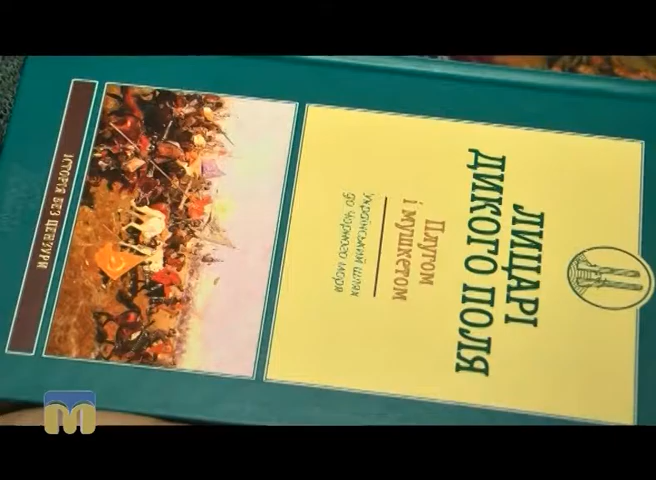 ЛИЦАРІ
ДИКОГО ПОЛЯ
Плугом
і мушкетом
Український шлях
до Чорного моря
ІСТОРІЯ БЕЗ ЦЕНЗУРИ
М